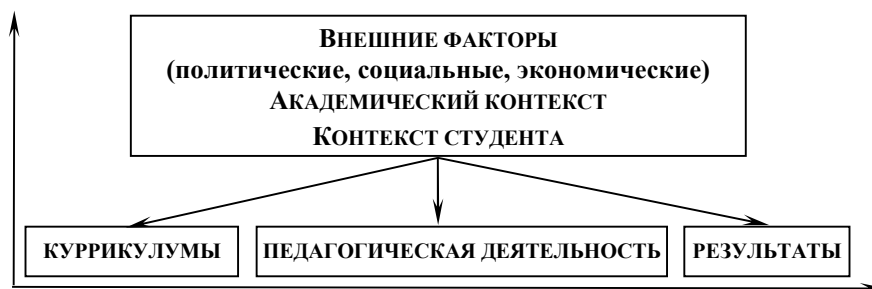 ВНЕШНИЕ ФАКТОРЫ
(политические, социальные, экономические)
АКАДЕМИЧЕСКИЙ КОНТЕКСТ
КОНТЕКСТ СТУДЕНТА
КУРРИКУЛУМЫ ПЕДАГОГИЧЕСКАЯ ДЕЯТЕЛЬНОСТЬ РЕЗУЛЬТАТЫ